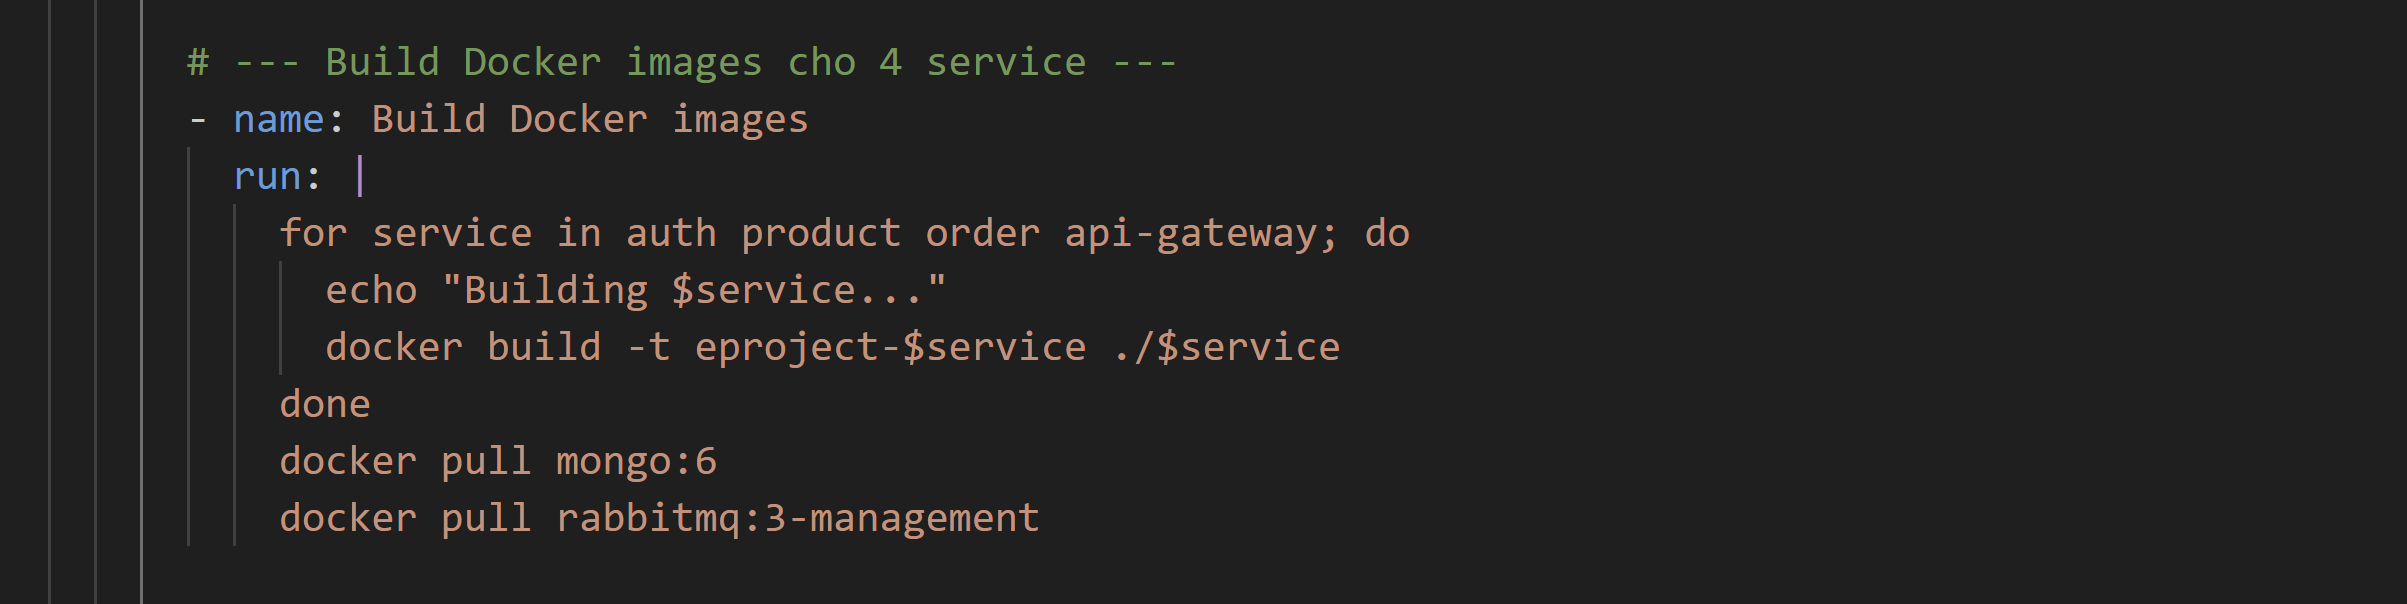 # --- Build Docker images cho 4 service ---
- name: Build Docker images
run: |
for service in auth product order api-gateway; do
echo "Building $service..."
docker build -t eproject-$service ./$service
done
docker pull mongo:6
docker pull rabbitmq:3-management